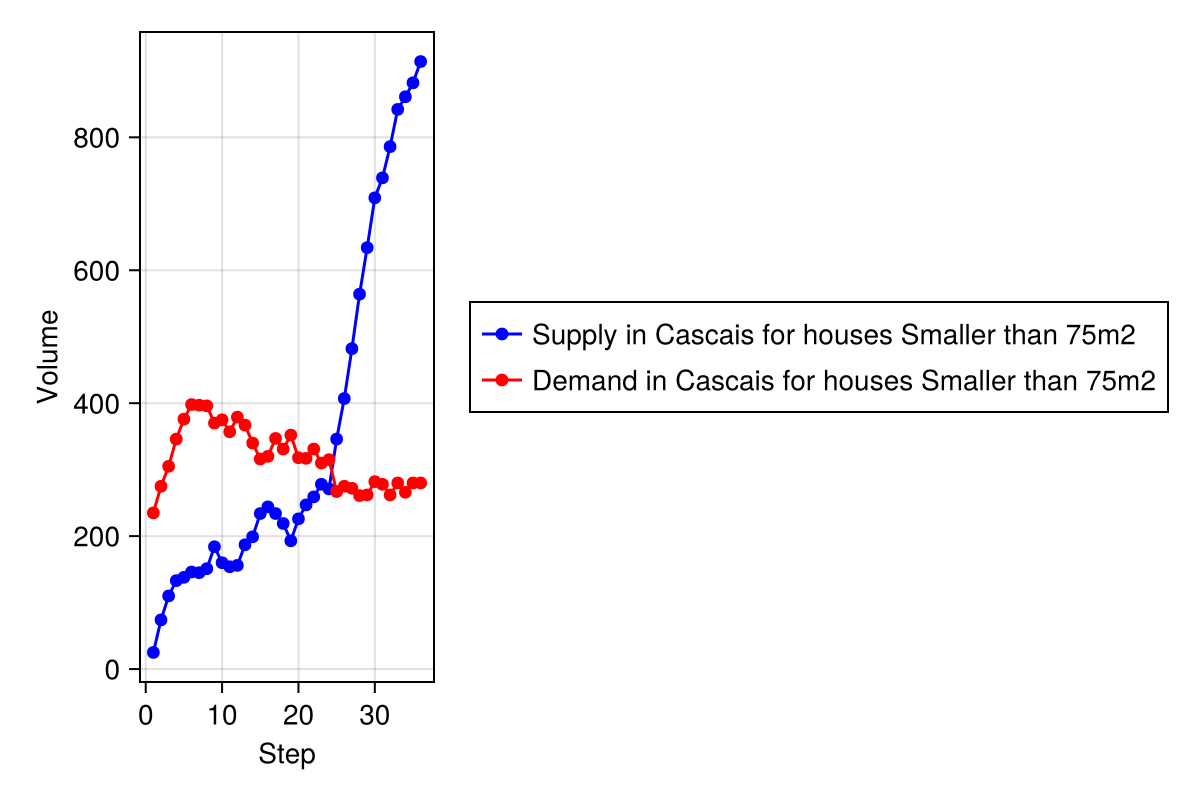 Volume
800
600
400
200
0
0 10 20 30
Step
Supply in Cascais for houses Smaller than 75m2
Demand in Cascais for houses Smaller than 75m2